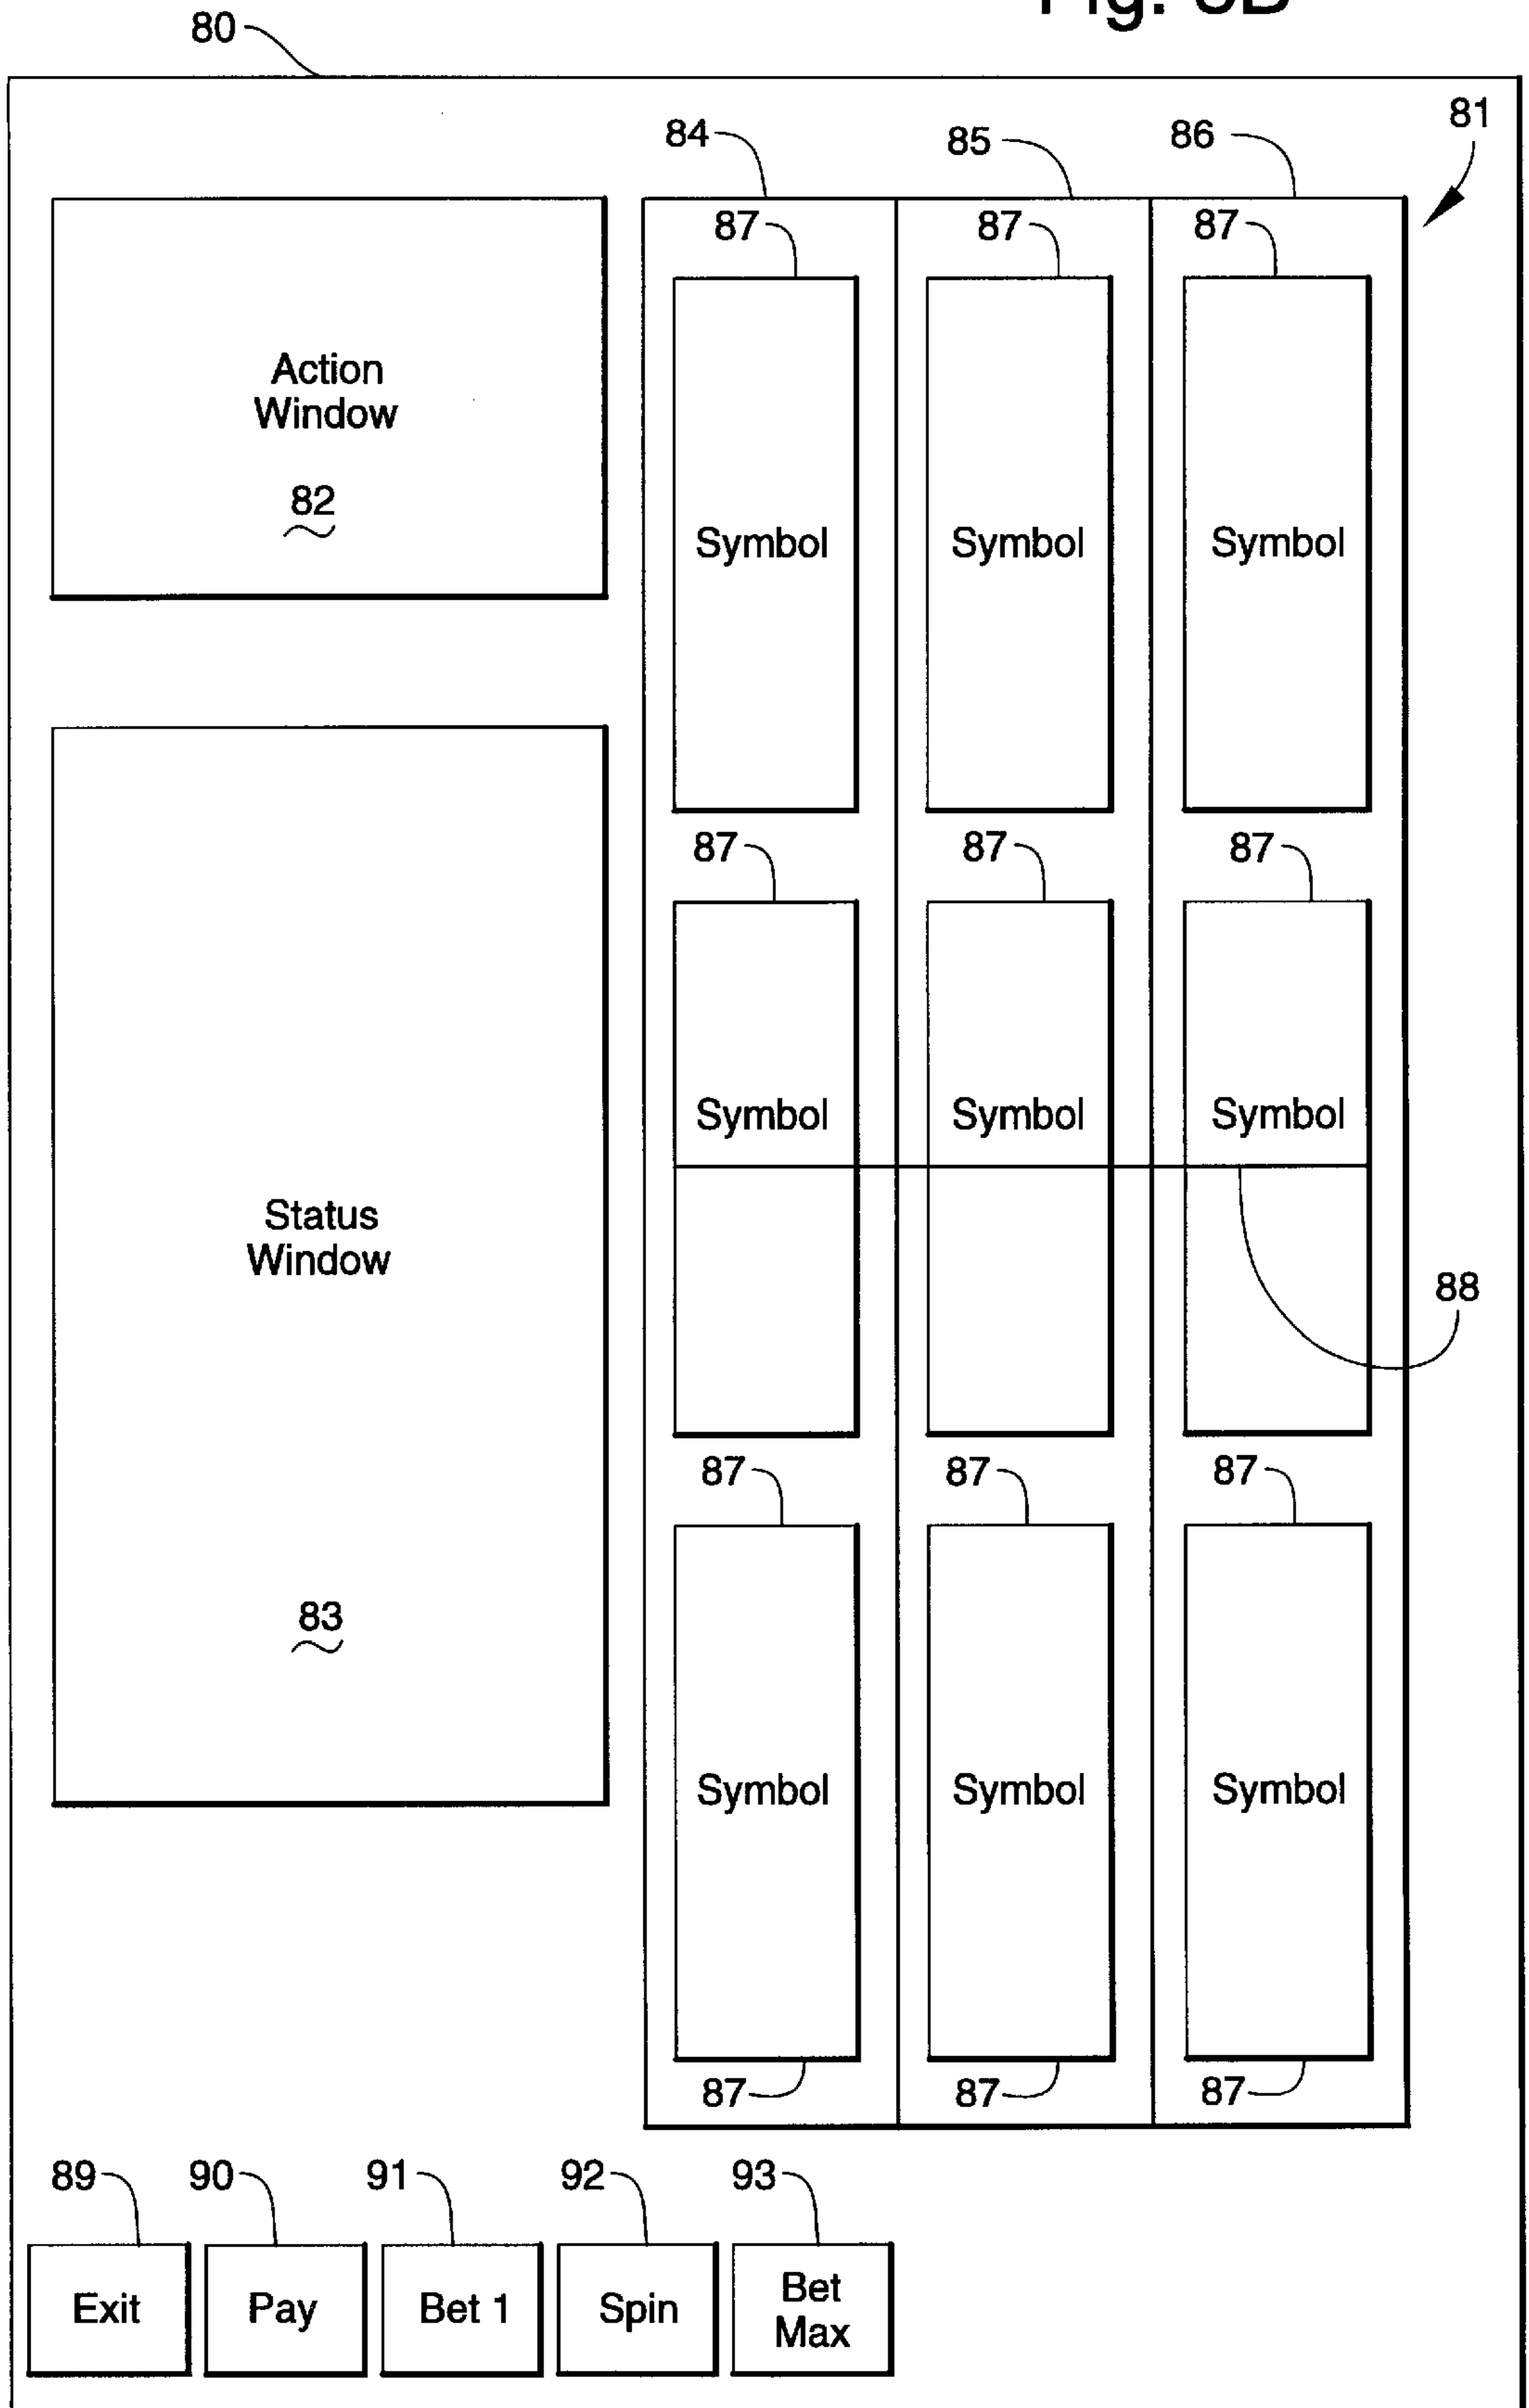 80
84
85
86
81
87
87
87
Action
Window
82
Symbol
Symbol
Symbol
87
87
87
Symbol
Symbol
Symbol
Status
Window
88
83
87
87
87
Symbol
Symbol
Symbol
87
87
87
89
90
91
92
93
Exit
Pay
Bet 1
Spin
Bet
Max